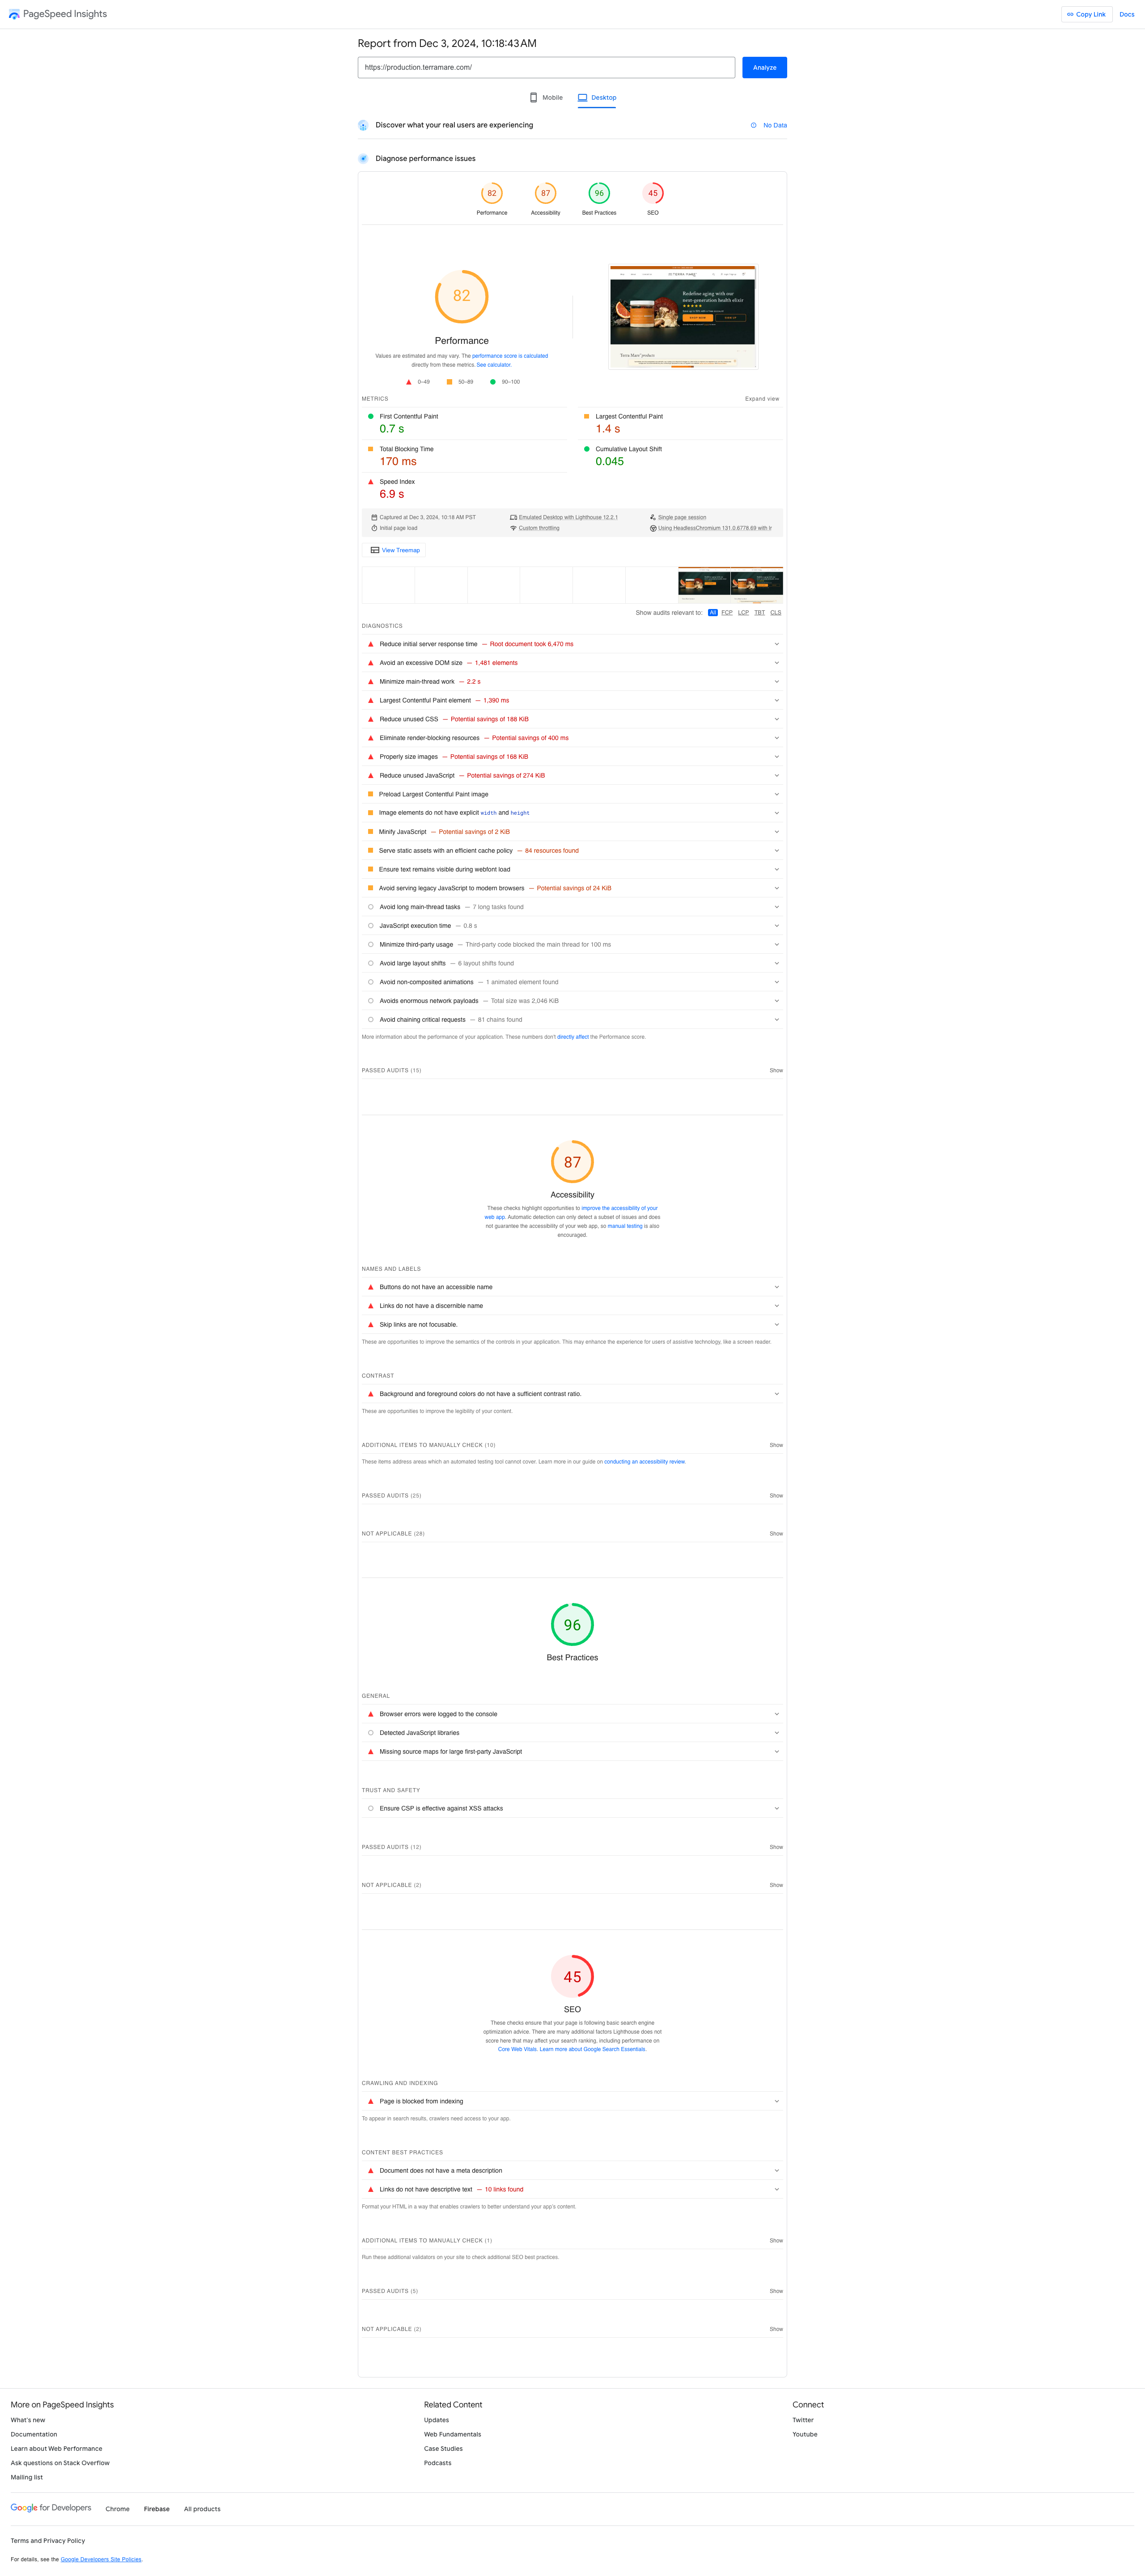 PageSpeed Insights
Copy Link
Docs
Report from Dec 3, 2024, 10:18:43 AM
https://production.terramare.com/
Analyze
Mobile
Desktop
Discover what your real users are experiencing
No Data
Diagnose performance issues
82
87
96
45
Performance
Accessibility
Best Practices
SEO
82
Performance
Values are estimated and may vary. The performance score is calculated
directly from these metrics. See calculator.
0–49
50–89
90–100
Redefine aging with our
next-generation health elixir
Terra Mare products
METRICS
Expand view
First Contentful Paint
0.7 s
Largest Contentful Paint
1.4 s
Total Blocking Time
170 ms
Cumulative Layout Shift
0.045
Speed Index
6.9 s
Captured at Dec 3, 2024, 10:18 AM PST
Emulated Desktop with Lighthouse 12.2.1
Single page session
Initial page load
Custom throttling
Using HeadlessChromium 131.0.6778.69 with lr
View Treemap
Show audits relevant to: All FCP LCP TBT CLS
DIAGNOSTICS
Reduce initial server response time — Root document took 6,470 ms
Avoid an excessive DOM size — 1,481 elements
Minimize main-thread work — 2.2 s
Largest Contentful Paint element — 1,390 ms
Reduce unused CSS — Potential savings of 188 KiB
Eliminate render-blocking resources — Potential savings of 400 ms
Properly size images — Potential savings of 168 KiB
Reduce unused JavaScript — Potential savings of 274 KiB
Preload Largest Contentful Paint image
Image elements do not have explicit width and height
Minify JavaScript — Potential savings of 2 KiB
Serve static assets with an efficient cache policy — 84 resources found
Ensure text remains visible during webfont load
Avoid serving legacy JavaScript to modern browsers — Potential savings of 24 KiB
Avoid long main-thread tasks — 7 long tasks found
JavaScript execution time — 0.8 s
Minimize third-party usage — Third-party code blocked the main thread for 100 ms
Avoid large layout shifts — 6 layout shifts found
Avoid non-composited animations — 1 animated element found
Avoids enormous network payloads — Total size was 2,046 KiB
Avoid chaining critical requests — 81 chains found
More information about the performance of your application. These numbers don't directly affect the Performance score.
PASSED AUDITS (15)
Show
87
Accessibility
These checks highlight opportunities to improve the accessibility of your
web app. Automatic detection can only detect a subset of issues and does
not guarantee the accessibility of your web app, so manual testing is also
encouraged.
NAMES AND LABELS
Buttons do not have an accessible name
Links do not have a discernible name
Skip links are not focusable.
These are opportunities to improve the semantics of the controls in your application. This may enhance the experience for users of assistive technology, like a screen reader.
CONTRAST
Background and foreground colors do not have a sufficient contrast ratio.
These are opportunities to improve the legibility of your content.
ADDITIONAL ITEMS TO MANUALLY CHECK (10)
Show
These items address areas which an automated testing tool cannot cover. Learn more in our guide on conducting an accessibility review.
PASSED AUDITS (25)
Show
NOT APPLICABLE (28)
Show
96
Best Practices
GENERAL
Browser errors were logged to the console
Detected JavaScript libraries
Missing source maps for large first-party JavaScript
TRUST AND SAFETY
Ensure CSP is effective against XSS attacks
PASSED AUDITS (12)
Show
NOT APPLICABLE (2)
Show
45
SEO
These checks ensure that your page is following basic search engine
optimization advice. There are many additional factors Lighthouse does not
score here that may affect your search ranking, including performance on
Core Web Vitals. Learn more about Google Search Essentials.
CRAWLING AND INDEXING
Page is blocked from indexing
To appear in search results, crawlers need access to your app.
CONTENT BEST PRACTICES
Document does not have a meta description
Links do not have descriptive text — 10 links found
Format your HTML in a way that enables crawlers to better understand your app's content.
ADDITIONAL ITEMS TO MANUALLY CHECK (1)
Show
Run these additional validators on your site to check additional SEO best practices.
PASSED AUDITS (5)
Show
NOT APPLICABLE (2)
Show
More on PageSpeed Insights
What's new
Documentation
Learn about Web Performance
Ask questions on Stack Overflow
Mailing list
Related Content
Updates
Web Fundamentals
Case Studies
Podcasts
Connect
Twitter
Youtube
Google for Developers
Chrome
Firebase
All products
Terms and Privacy Policy
For details, see the Google Developers Site Policies.